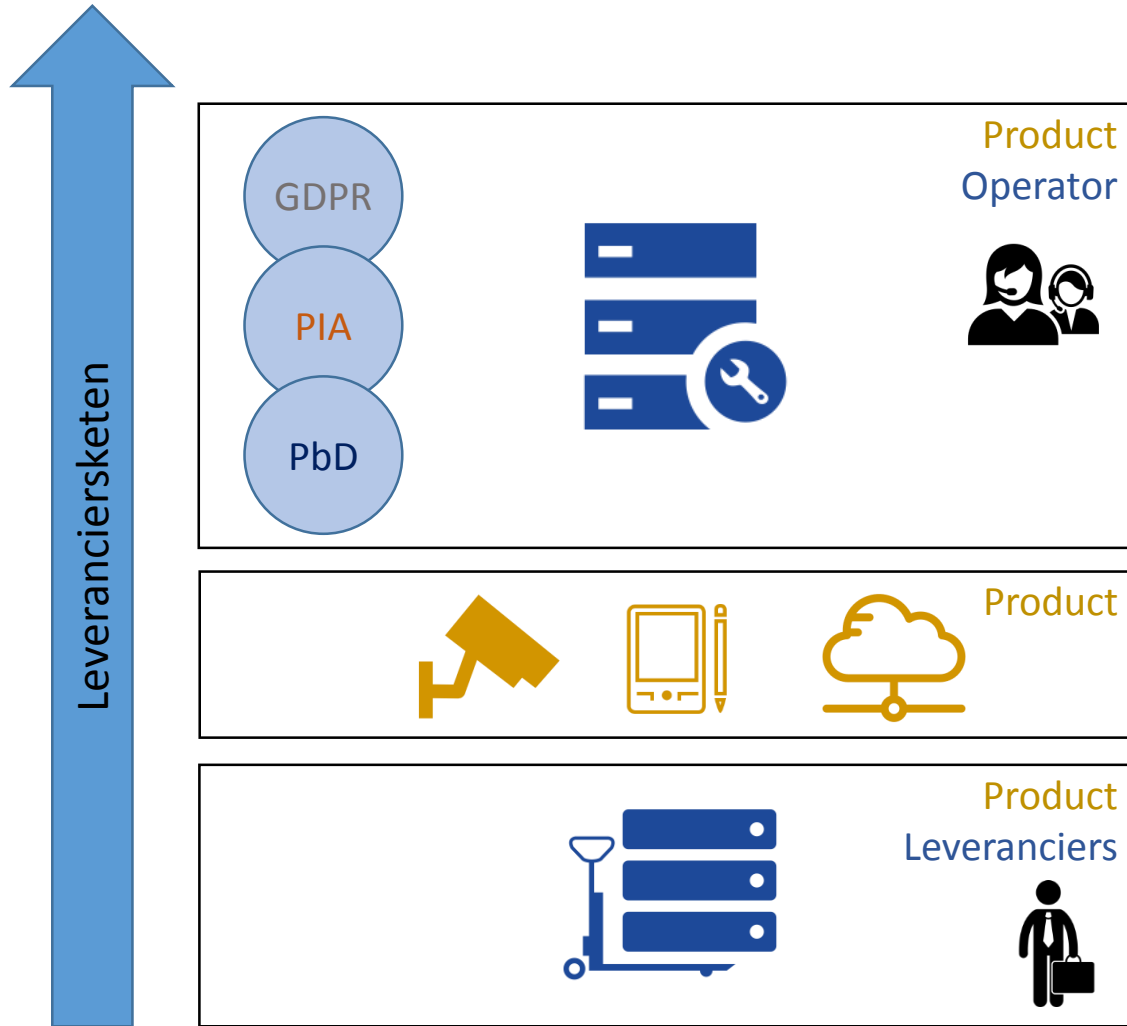 Leveranciersketen
GDPR
PIA
PbD
Product
Operator
Product
Product
Leveranciers